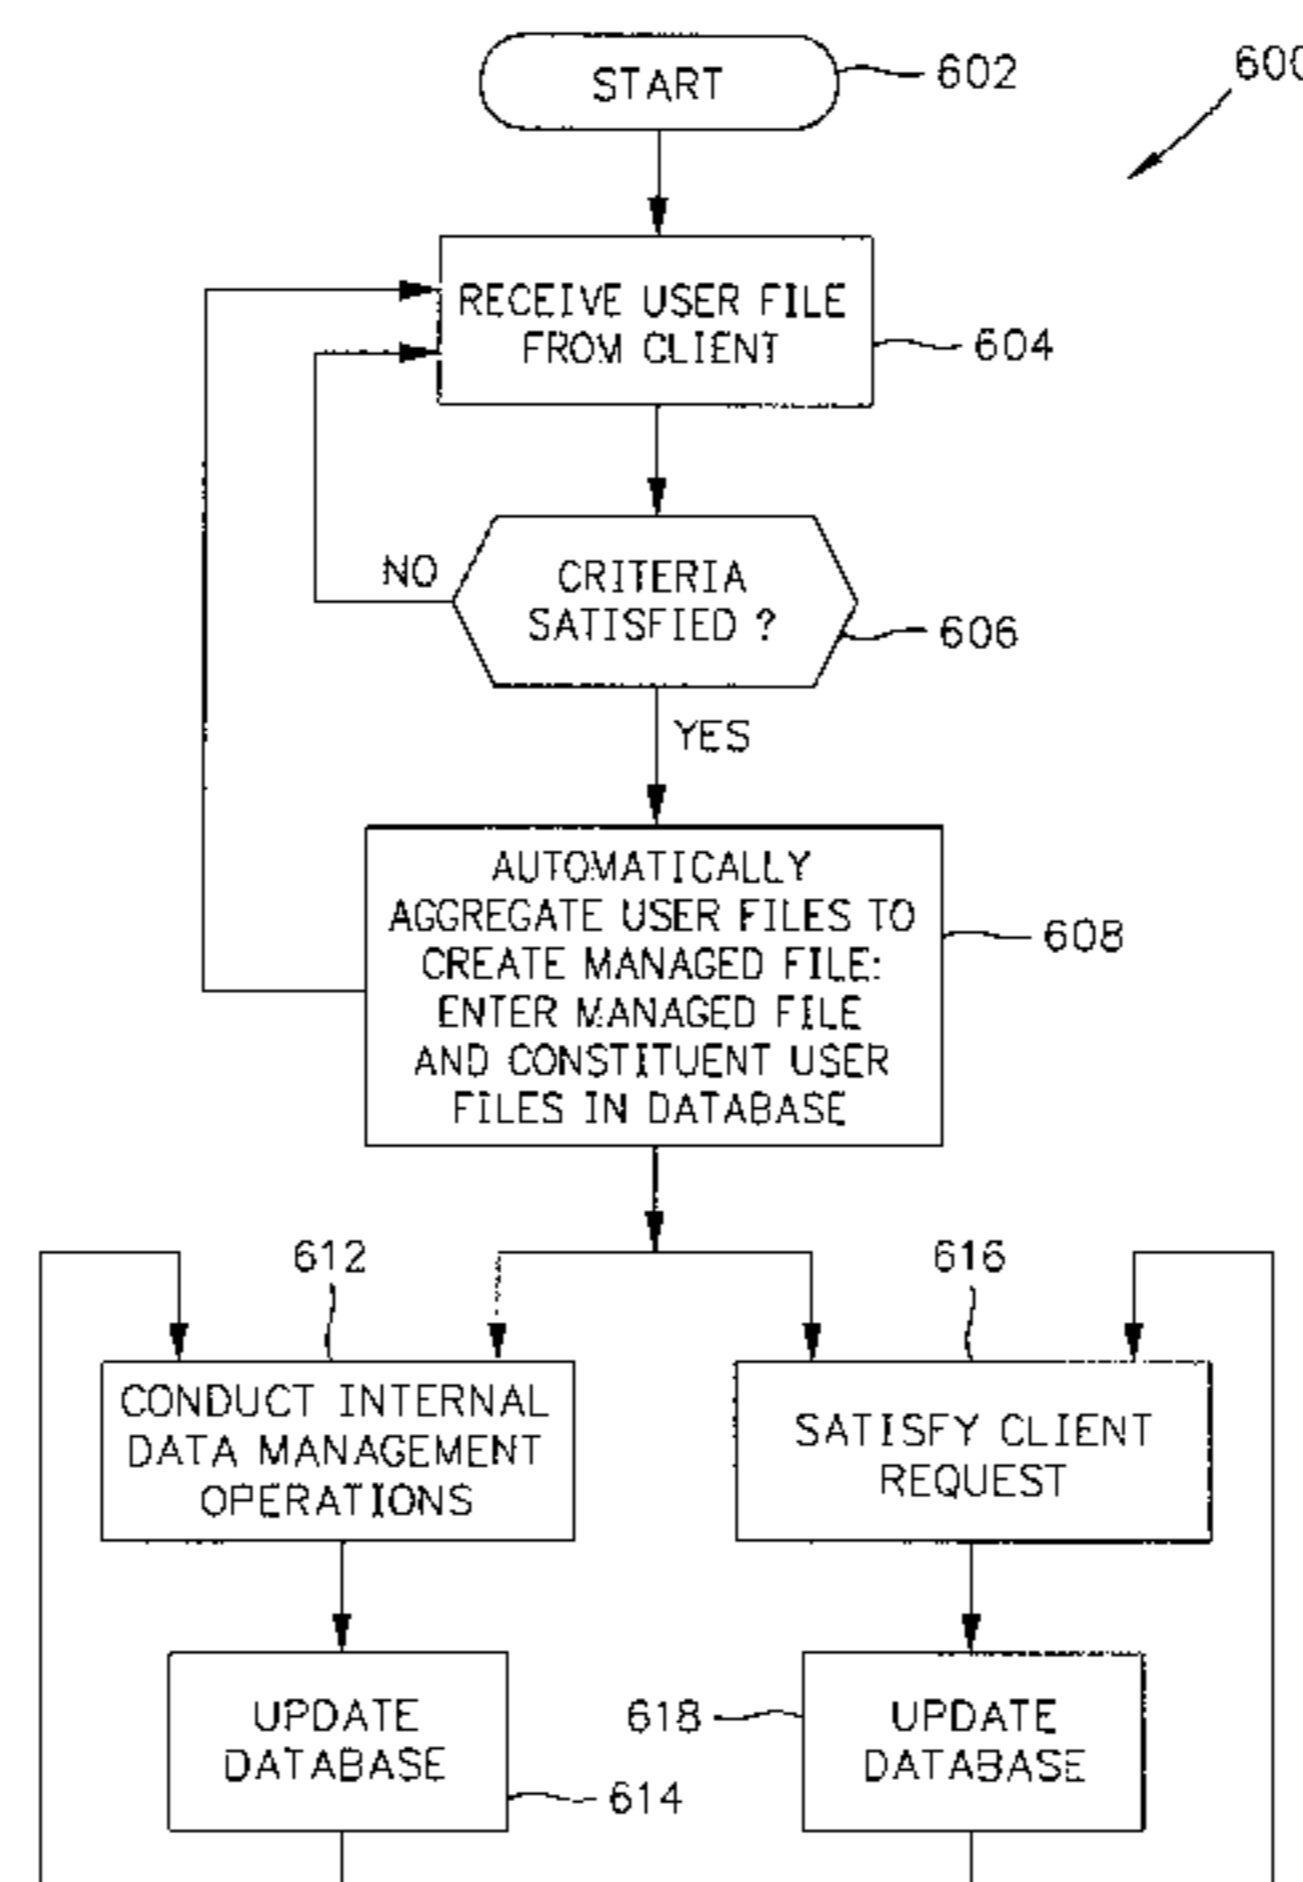 START
602
600
RECEIVE USER FILE
FROM CLIENT
604
NO
CRITERIA
SATISFIED ?
606
YES
AUTOMATICALLY
AGGREGATE USER FILES TO
CREATE MANAGED FILE:
ENTER MANAGED FILE
AND CONSTITUENT USER
FILES IN DATABASE
608
612
616
CONDUCT INTERNAL
DATA MANAGEMENT
OPERATIONS
SATISFY CLIENT
REQUEST
UPDATE
DATABASE
614
618
UPDATE
DATABASE